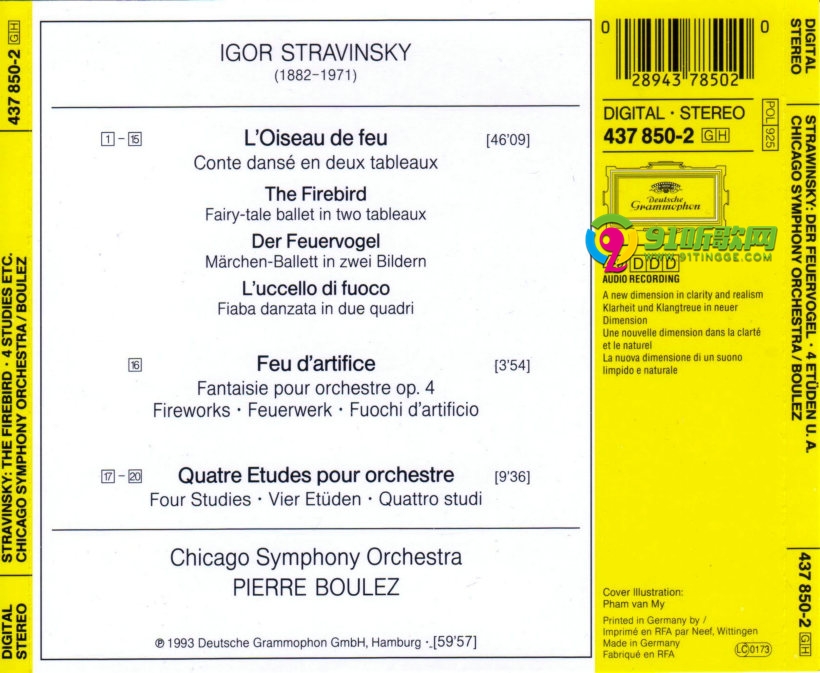 437 850-2 GH
STRAVINSKY: THE FIREBIRD · 4 STUDIES ETC.
CHICAGO SYMPHONY ORCHESTRA / BOULEZ
DIGITAL
STEREO
IGOR STRAVINSKY
(1882-1971)
1 - 15 L'Oiseau de feu [46'09]
Conte dansé en deux tableaux
The Firebird
Fairy-tale ballet in two tableaux
Der Feuervogel
Märchen-Ballett in zwei Bildern
L'uccello di fuoco
Fiaba danzata in due quadri
16 Feu d'artifice [3'54]
Fantaisie pour orchestre op. 4
Fireworks · Feuerwerk · Fuochi d'artificio
17 - 20 Quatre Etudes pour orchestre [9'36]
Four Studies · Vier Etüden · Quattro studi
Chicago Symphony Orchestra
PIERRE BOULEZ
℗ 1993 Deutsche Grammophon GmbH, Hamburg · [59'57]
0 28943 78502 0
DIGITAL · STEREO
437 850-2 GH
POL 925
Deutsche
Grammophon
91听歌网
WWW.91TINGGE.COM
DDD
AUDIO RECORDING
A new dimension in clarity and realism
Klarheit und Klangtreue in neuer
Dimension
Une nouvelle dimension dans la clarté
et le naturel
La nuova dimensione di un suono
limpido e naturale
Cover Illustration:
Pham van My
Printed in Germany by /
Imprimé en RFA par Neef, Wittingen
Made in Germany
Fabriqué en RFA
LC 0173
DIGITAL
STEREO
STRAWINSKY: DER FEUERVOGEL · 4 ETÜDEN U. A.
CHICAGO SYMPHONY ORCHESTRA / BOULEZ
437 850-2 GH